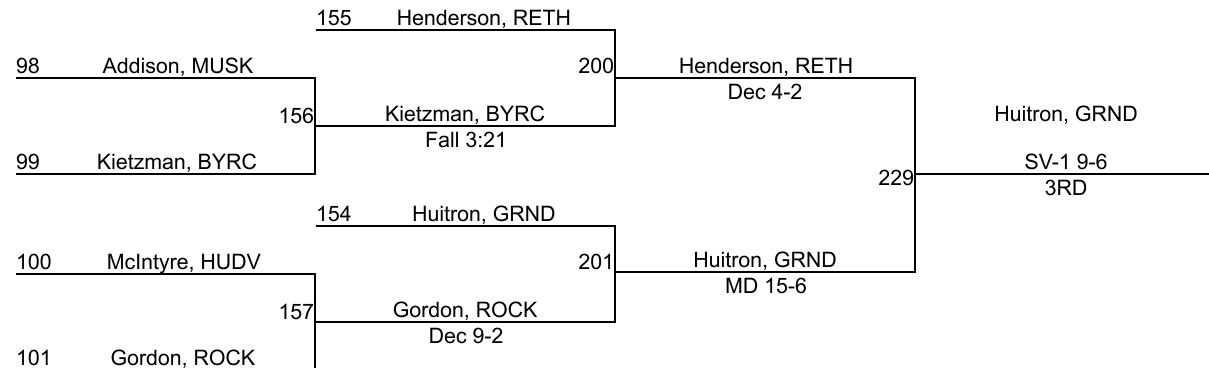 155 Henderson, RETH
98 Addison, MUSK
200 Henderson, RETH
Dec 4-2
156 Kietzman, BYRC
Fall 3:21
Huitron, GRND
99 Kietzman, BYRC
SV-1 9-6
229
3RD
154 Huitron, GRND
100 McIntyre, HUDV
201 Huitron, GRND
MD 15-6
157 Gordon, ROCK
Dec 9-2
101 Gordon, ROCK